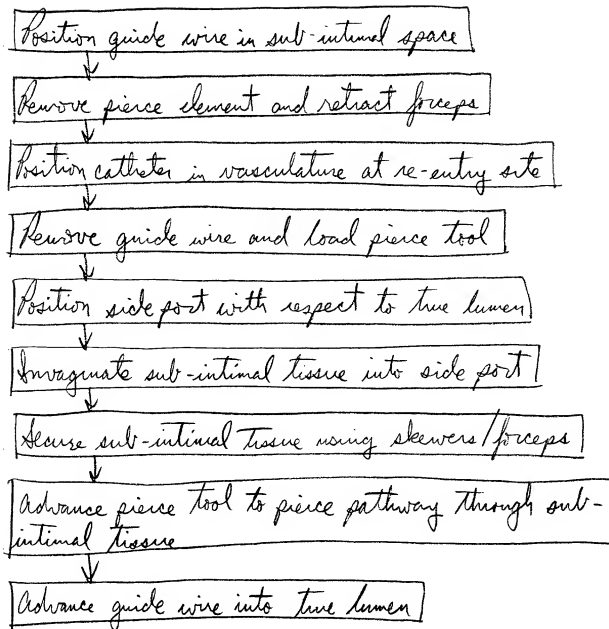 Position guide wire in sub-intimal space
Remove pierce element and retract forceps
Position catheter in vasculature at re-entry site
Remove guide wire and load pierce tool
Position side port with respect to true lumen
Invaginate sub-intimal tissue into side port
Secure sub-intimal tissue using skewers/forceps
Advance pierce tool to pierce pathway through sub-
intimal tissue
Advance guide wire into true lumen